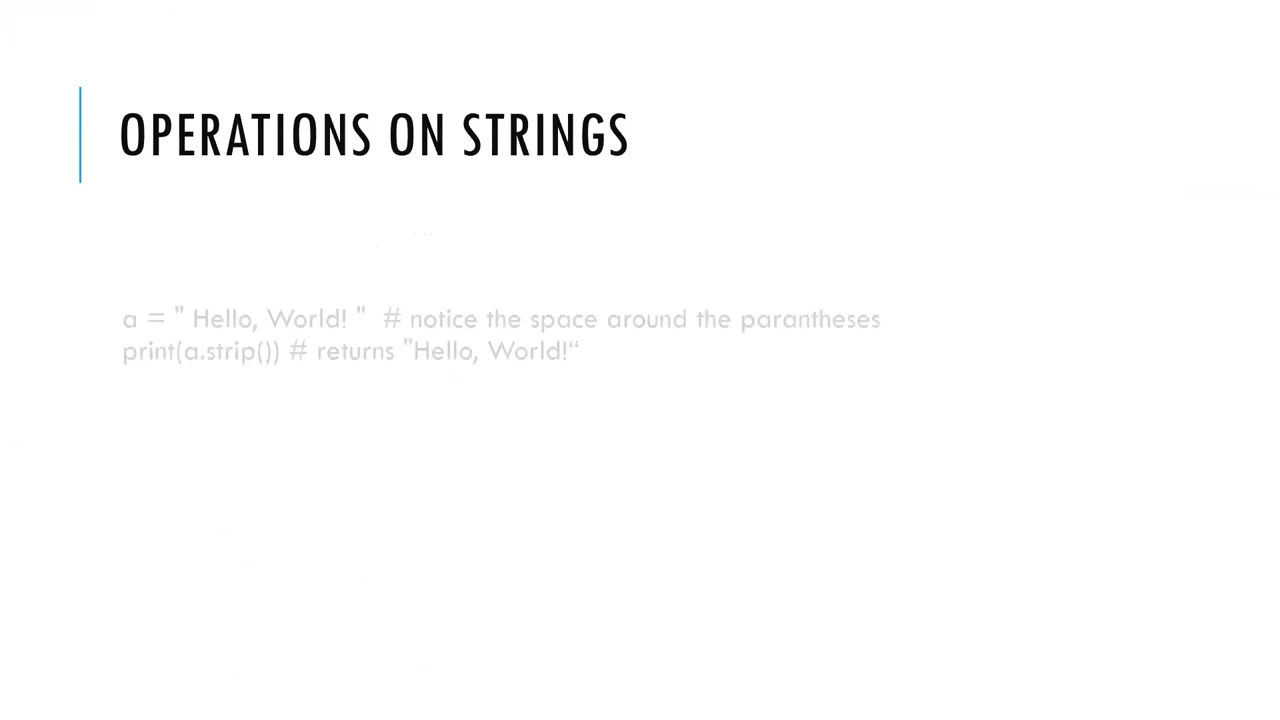 OPERATIONS ON STRINGS
a = " Hello, World! "  # notice the space around the parantheses
print(a.strip()) # returns "Hello, World!“